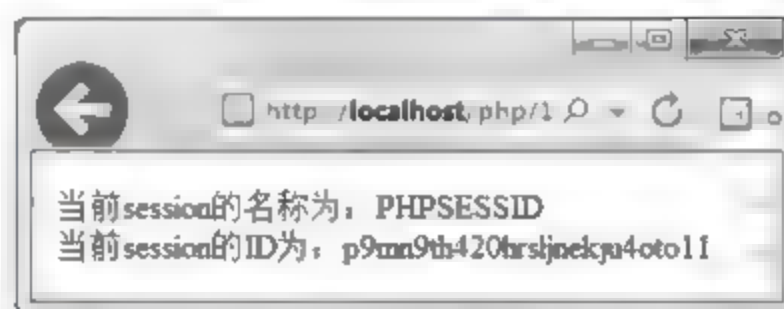 http /localhost/php/1
当前session的名称为：PHPSESSID
当前session的ID为：